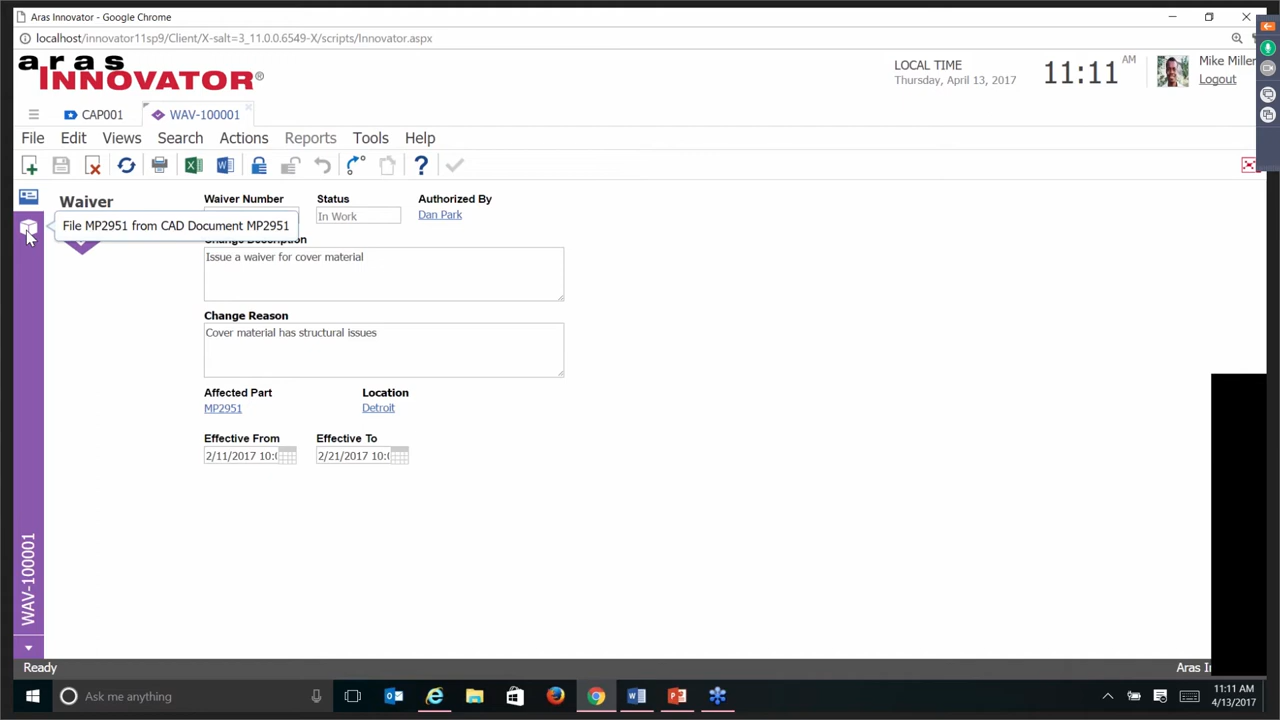 Aras Innovator - Google Chrome
localhost/innovator11sp9/Client/X-salt=3_11.0.0.6549-X/scripts/Innovator.aspx
aras
INNOVATOR®
LOCAL TIME
Thursday, April 13, 2017
11:11 AM
Mike Miller
Logout
CAP001
WAV-100001
File Edit Views Search Actions Reports Tools Help
Waiver
Waiver Number Status Authorized By
In Work Dan Park
File MP2951 from CAD Document MP2951
Change Description
Issue a waiver for cover material
Change Reason
Cover material has structural issues
Affected Part Location
MP2951 Detroit
Effective From Effective To
2/11/2017 10:( 2/21/2017 10:(
WAV-100001
Ready
Aras
Ask me anything
11:11 AM
4/13/2017